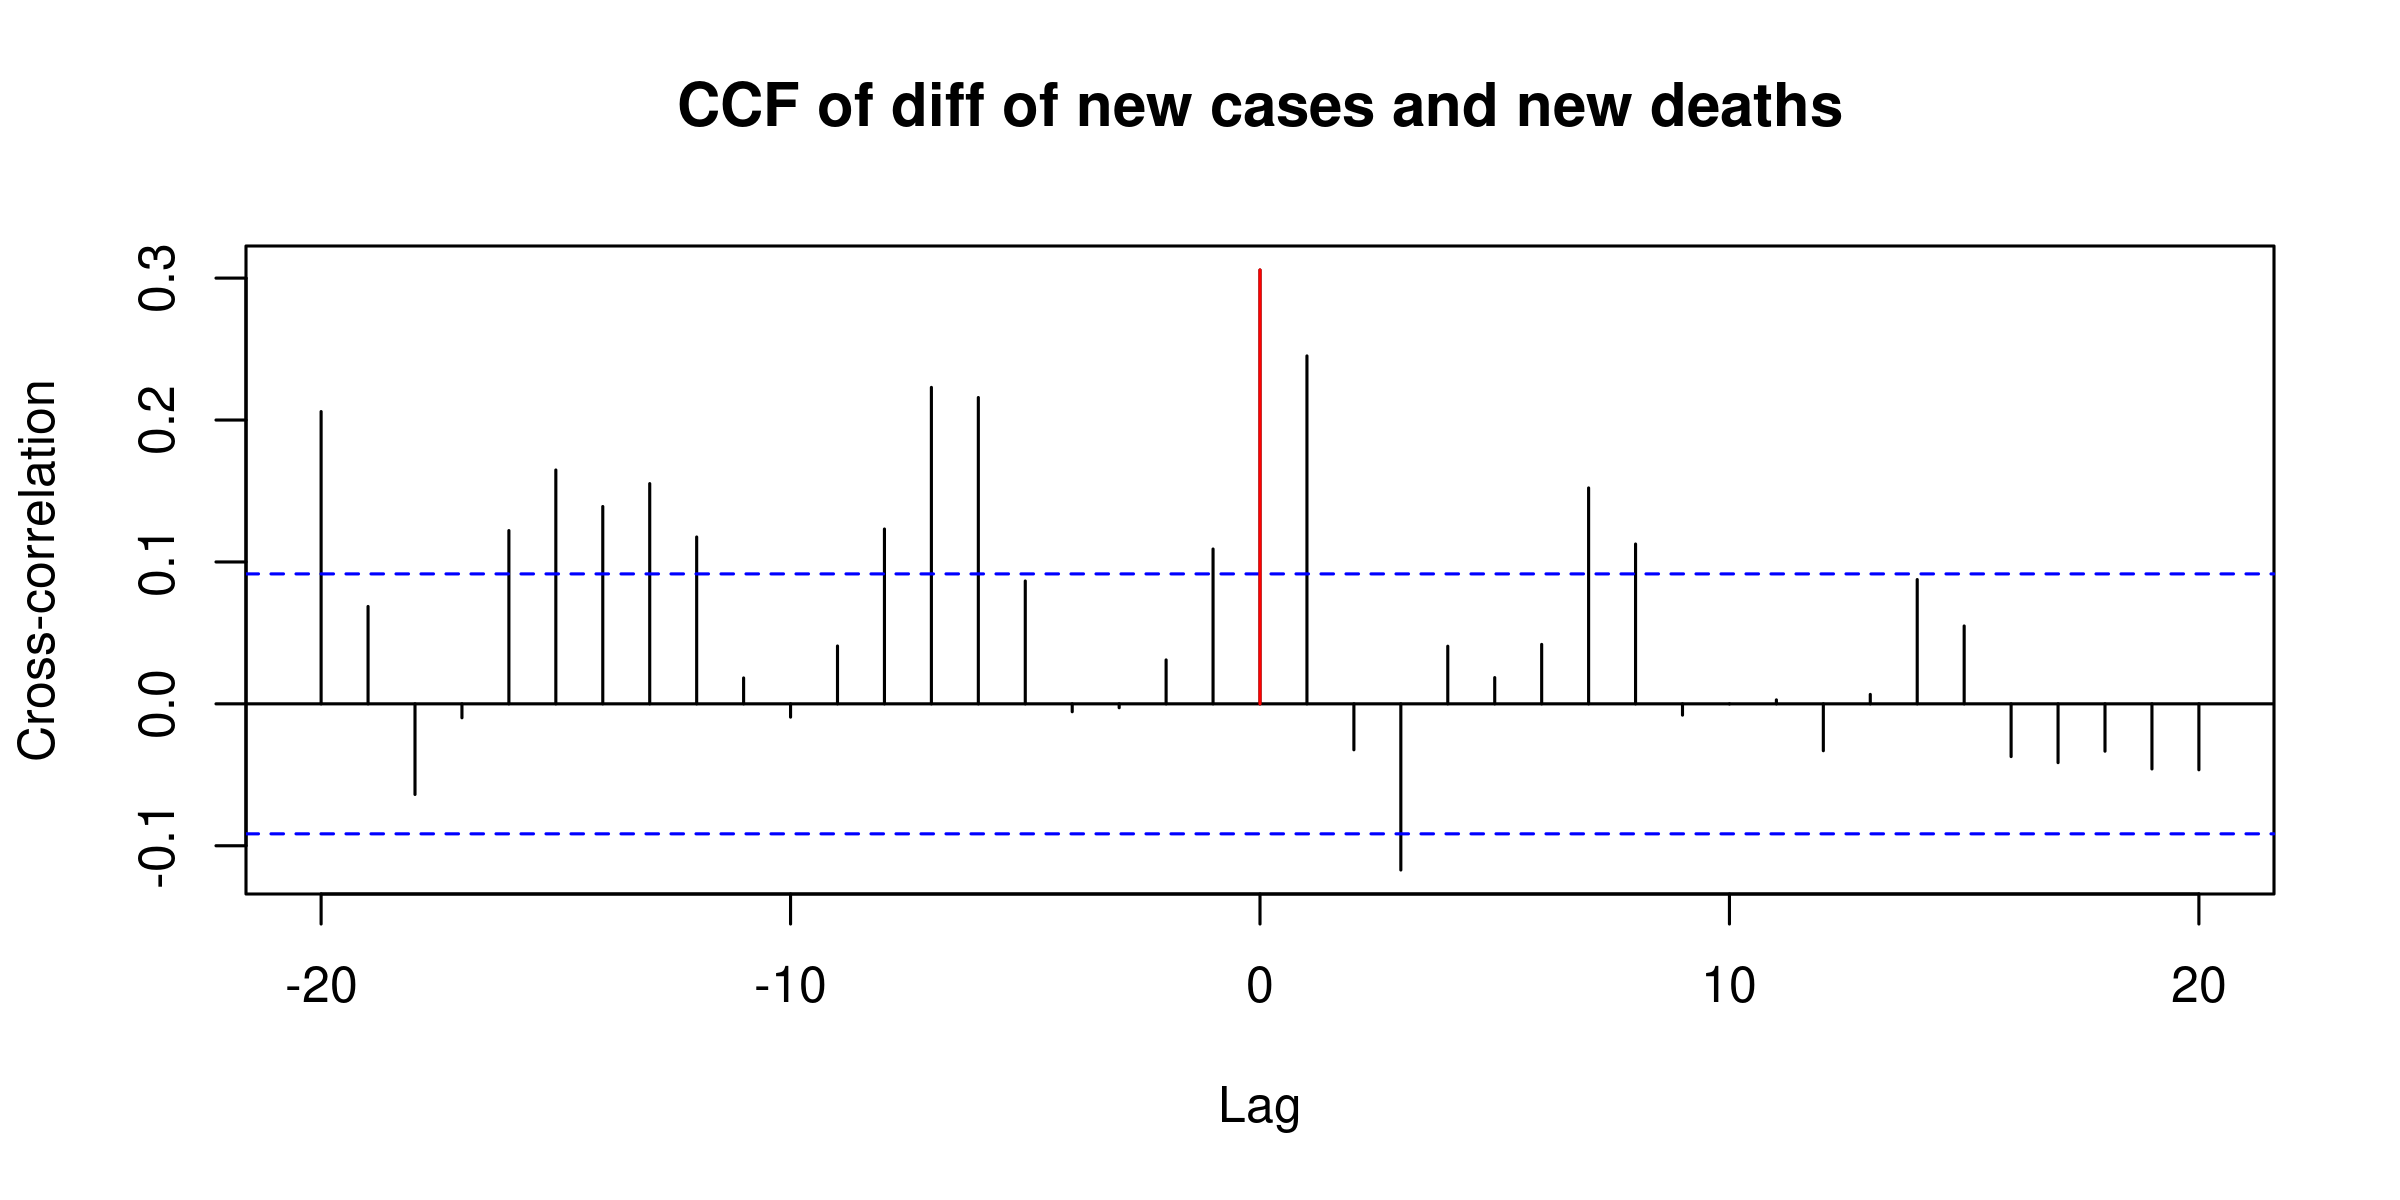 CCF of diff of new cases and new deaths
Cross-correlation
0.3
0.2
0.1
0.0
-0.1
-20 -10 0 10 20
Lag